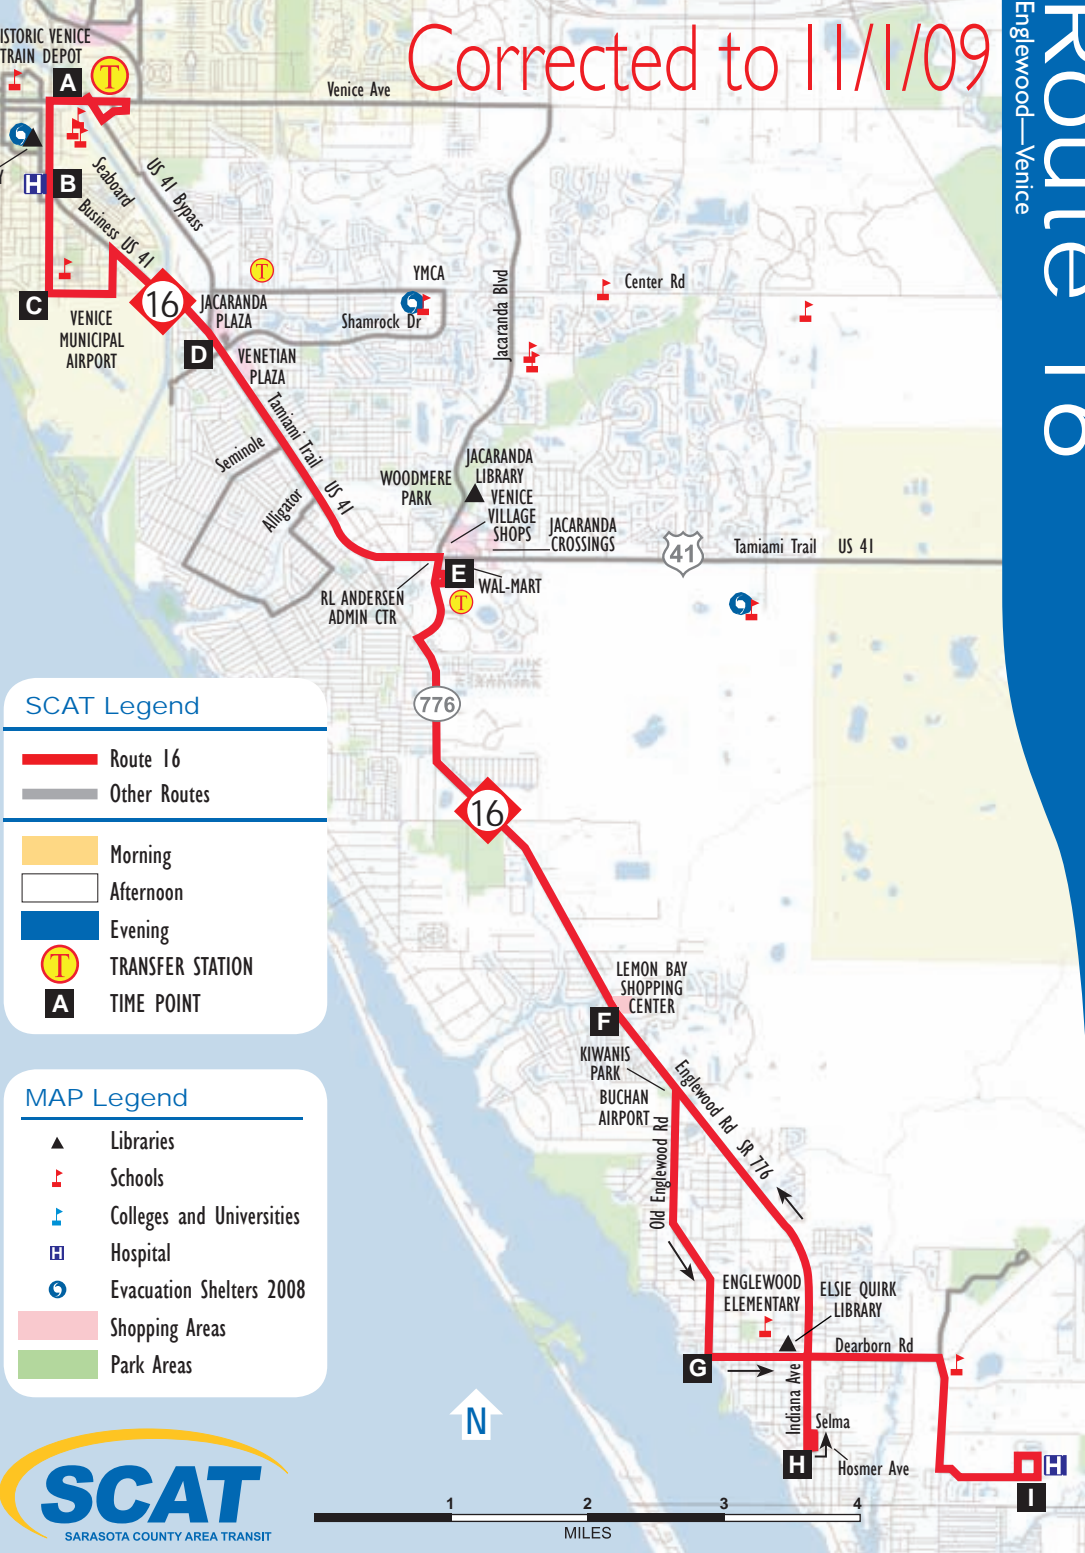 Corrected to 11/1/09
Route 16
Englewood—Venice
ISTORIC VENICE
TRAIN DEPOT
A
T
Venice Ave
Y
H
B
Seaboard
US 41 Bypass
Business US 41
T
C
16
VENICE
MUNICIPAL
AIRPORT
JACARANDA
PLAZA
YMCA
Shamrock Dr
Jacaranda Blvd
Center Rd
D
VENETIAN
PLAZA
Tamiami Trail
US 41
Seminole
Alligator
WOODMERE
PARK
JACARANDA
LIBRARY
VENICE
VILLAGE
SHOPS
JACARANDA
CROSSINGS
41
Tamiami Trail US 41
E
WAL-MART
T
RL ANDERSEN
ADMIN CTR
776
16
SCAT Legend
Route 16
Other Routes
Morning
Afternoon
Evening
T
TRANSFER STATION
A
TIME POINT
LEMON BAY
SHOPPING
CENTER
F
KIWANIS
PARK
BUCHAN
AIRPORT
Englewood Rd SR 776
Old Englewood Rd
MAP Legend
Libraries
Schools
Colleges and Universities
H
Hospital
Evacuation Shelters 2008
Shopping Areas
Park Areas
ENGLEWOOD
ELEMENTARY
ELSIE QUIRK
LIBRARY
Dearborn Rd
G
Indiana Ave
Selma
H
Hosmer Ave
H
I
N
SCAT
SARASOTA COUNTY AREA TRANSIT
1 2 3 4
MILES